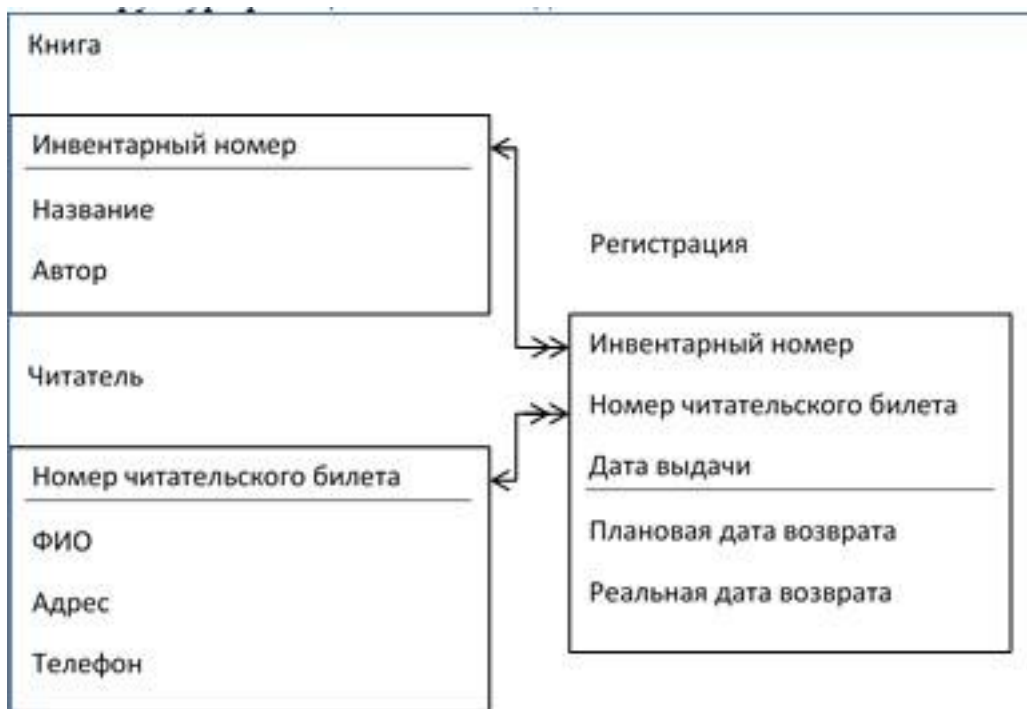 Книга
Инвентарный номер
Название
Автор
Читатель
Номер читательского билета
ФИО
Адрес
Телефон
Регистрация
Инвентарный номер
Номер читательского билета
Дата выдачи
Плановая дата возврата
Реальная дата возврата